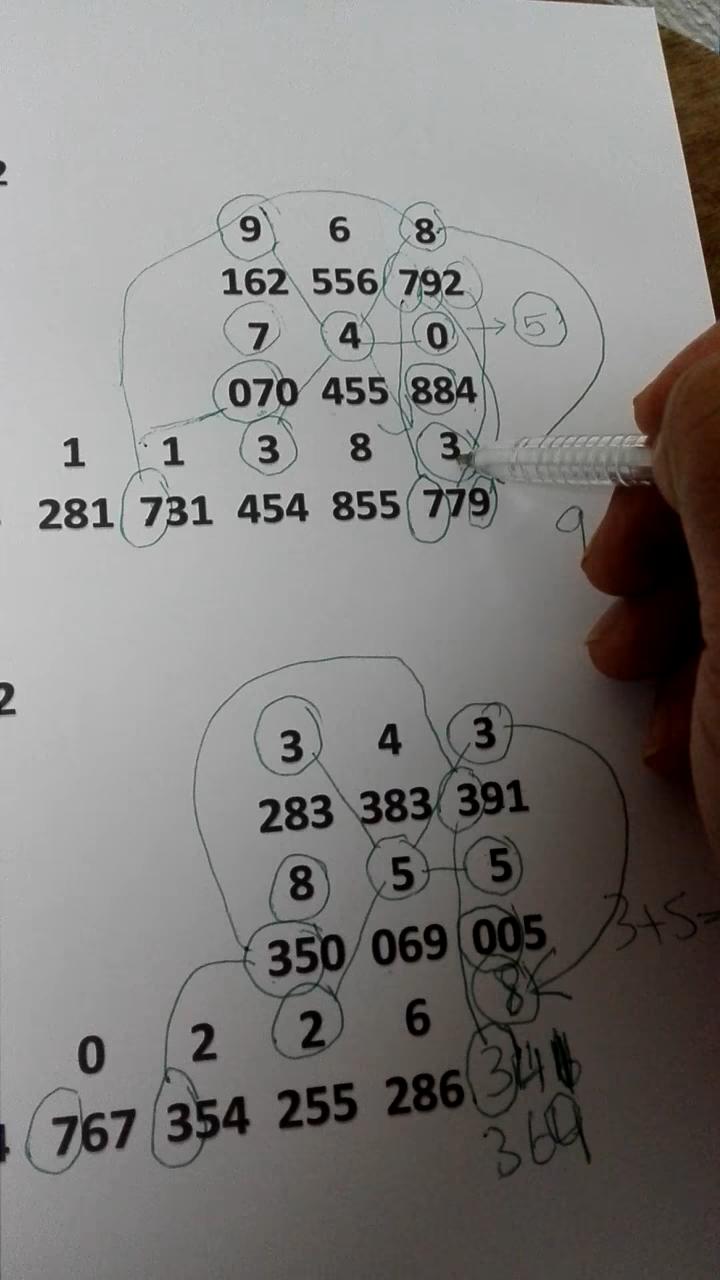 2
9 6 8
162 556 792
7 4 0 → 5
070 455 884
1 1 3 8 3
281 731 454 855 779
9
2
3 4 3
283 383 391
8 5 5
350 069 005
3+5=
8
0 2 2 6
767 354 255 286
369